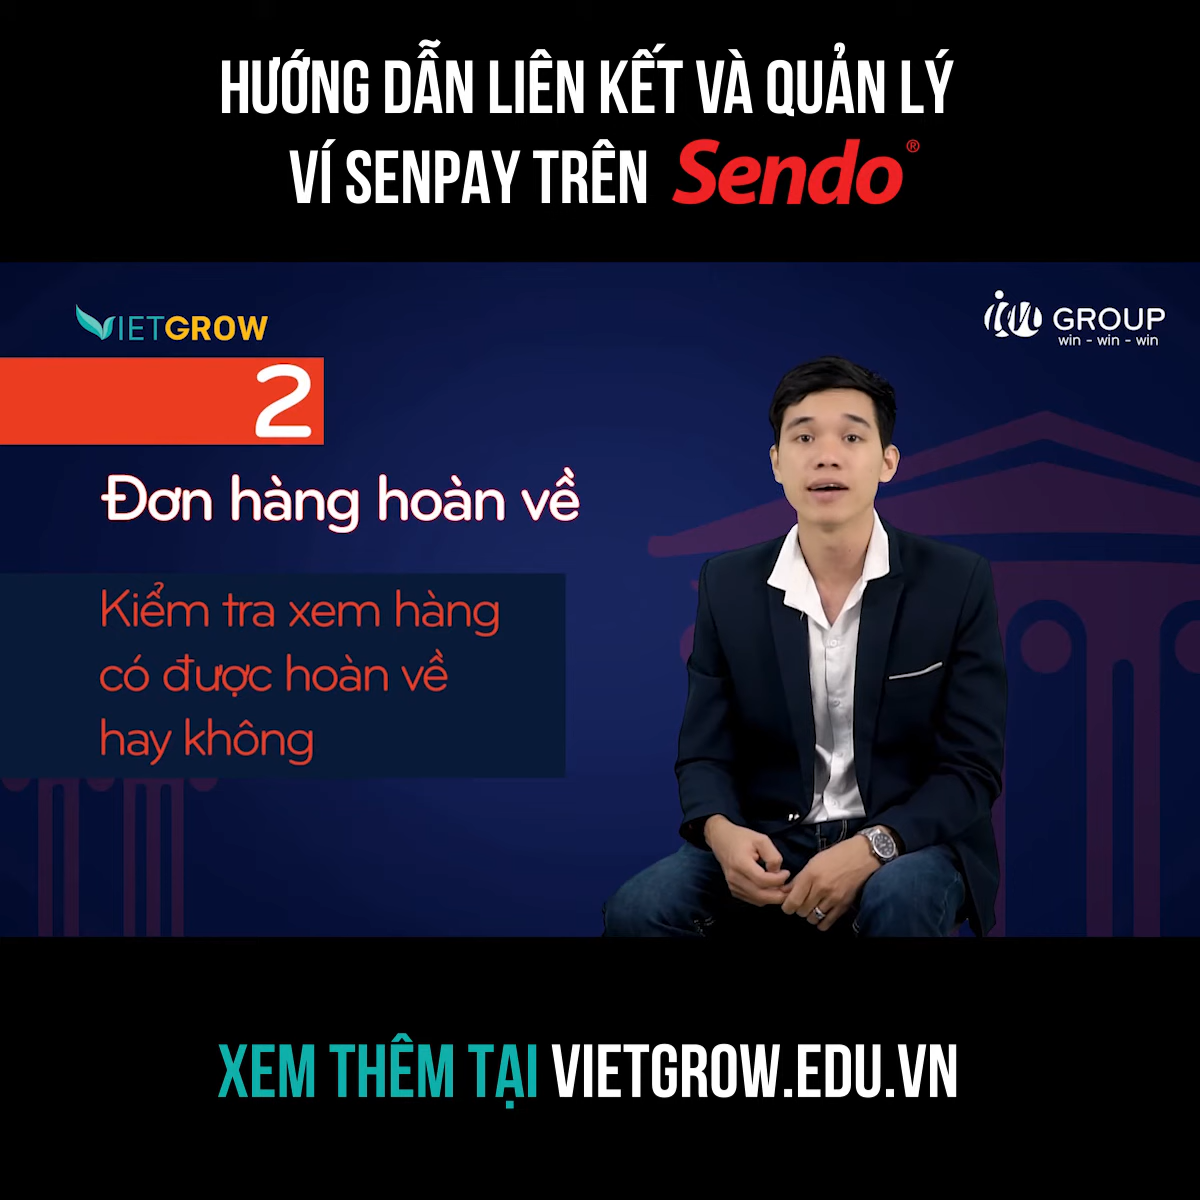 HƯỚNG DẪN LIÊN KẾT VÀ QUẢN LÝ
VÍ SENPAY TRÊN Sendo®
VIETGROW
im GROUP
win - win - win
2
Đơn hàng hoàn về
Kiểm tra xem hàng
có được hoàn về
hay không
XEM THÊM TẠI VIETGROW.EDU.VN